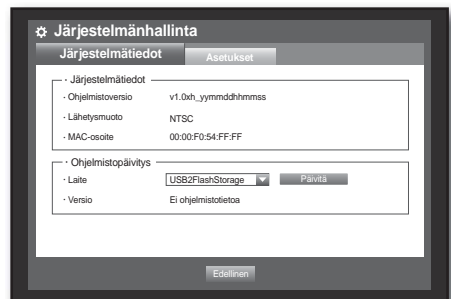 Järjestelmänhallinta
Järjestelmätiedot
Asetukset
· Järjestelmätiedot
· Ohjelmistoversio v1.0xh_yymmddhhmmss
· Lähetysmuoto NTSC
· MAC-osoite 00:00:F0:54:FF:FF
· Ohjelmistopäivitys
· Laite USB2FlashStorage Päivitä
· Versio Ei ohjelmistotietoa
Edellinen